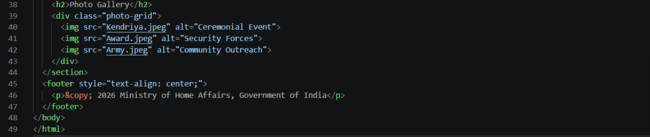 38 <h2>Photo Gallery</h2>
39 <div class="photo-grid">
40 <img src="Kendriya.jpeg" alt="Ceremonial Event">
41 <img src="Award.jpeg" alt="Security Forces">
42 <img src="Army.jpeg" alt="Community Outreach">
43 </div>
44 </section>
45 <footer style="text-align: center;">
46 <p>&copy; 2026 Ministry of Home Affairs, Government of India</p>
47 </footer>
48 </body>
49 </html>